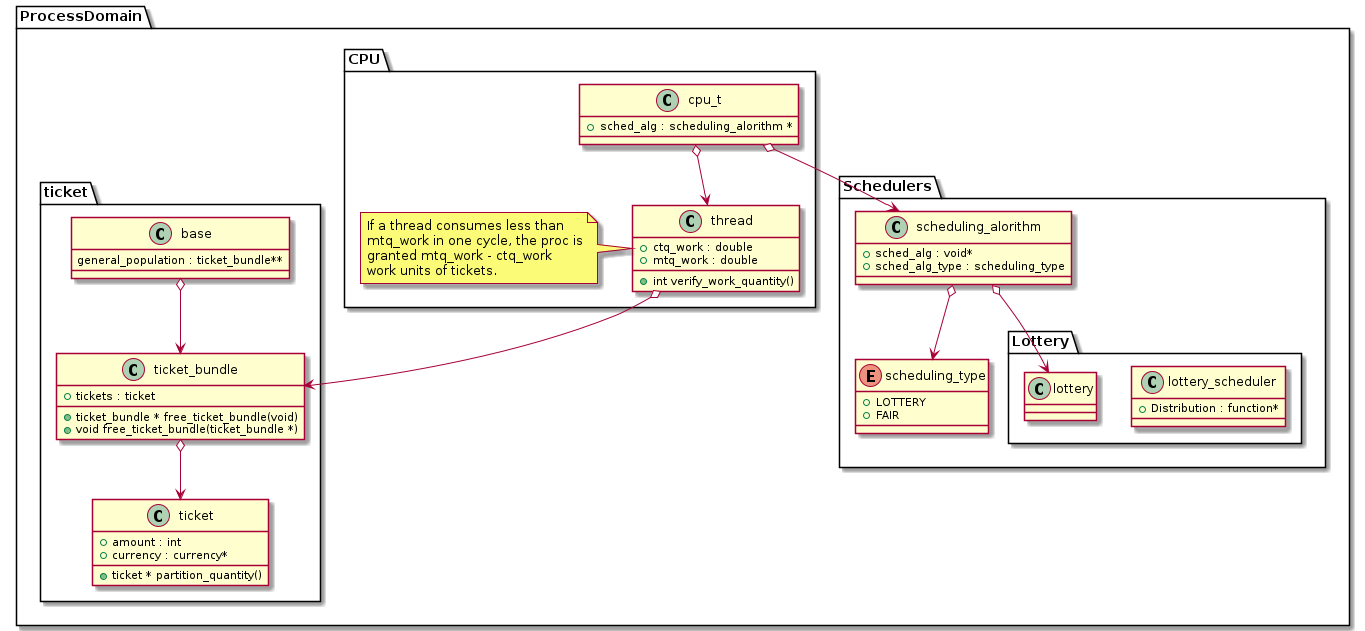 ProcessDomain
CPU
C cpu_t
sched_alg : scheduling_alorithm *
ticket
C base
general_population : ticket_bundle**
If a thread consumes less than
mtq_work in one cycle, the proc is
granted mtq_work - ctq_work
work units of tickets.
C thread
ctq_work : double
mtq_work : double
int verify_work_quantity()
Schedulers
C scheduling_alorithm
sched_alg : void*
sched_alg_type : scheduling_type
C ticket_bundle
tickets : ticket
ticket_bundle * free_ticket_bundle(void)
void free_ticket_bundle(ticket_bundle *)
E scheduling_type
LOTTERY
FAIR
Lottery
C lottery
C lottery_scheduler
Distribution : function*
C ticket
amount : int
currency : currency*
ticket * partition_quantity()